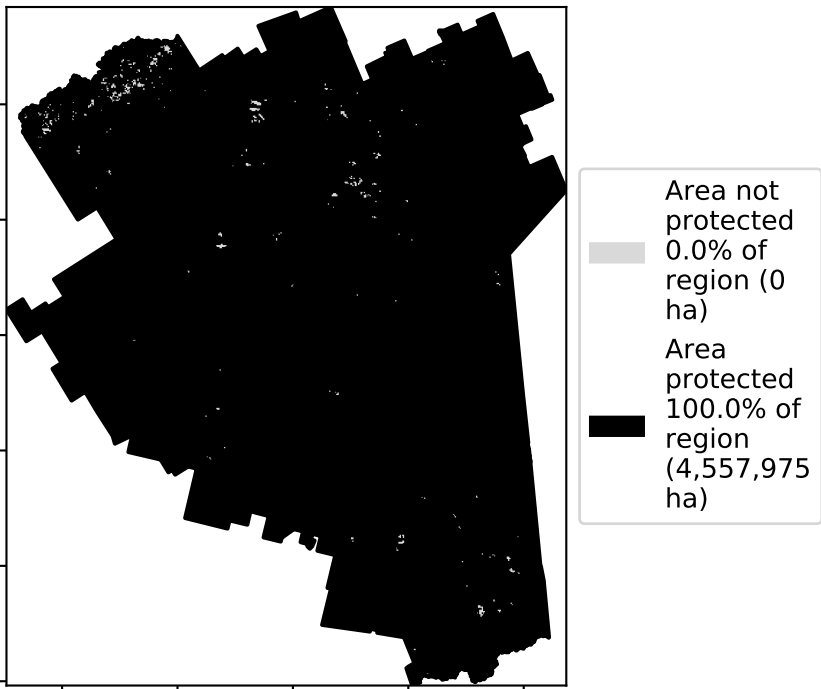 Area not
protected
0.0% of
region (0
ha)
Area
protected
100.0% of
region
(4,557,975
ha)